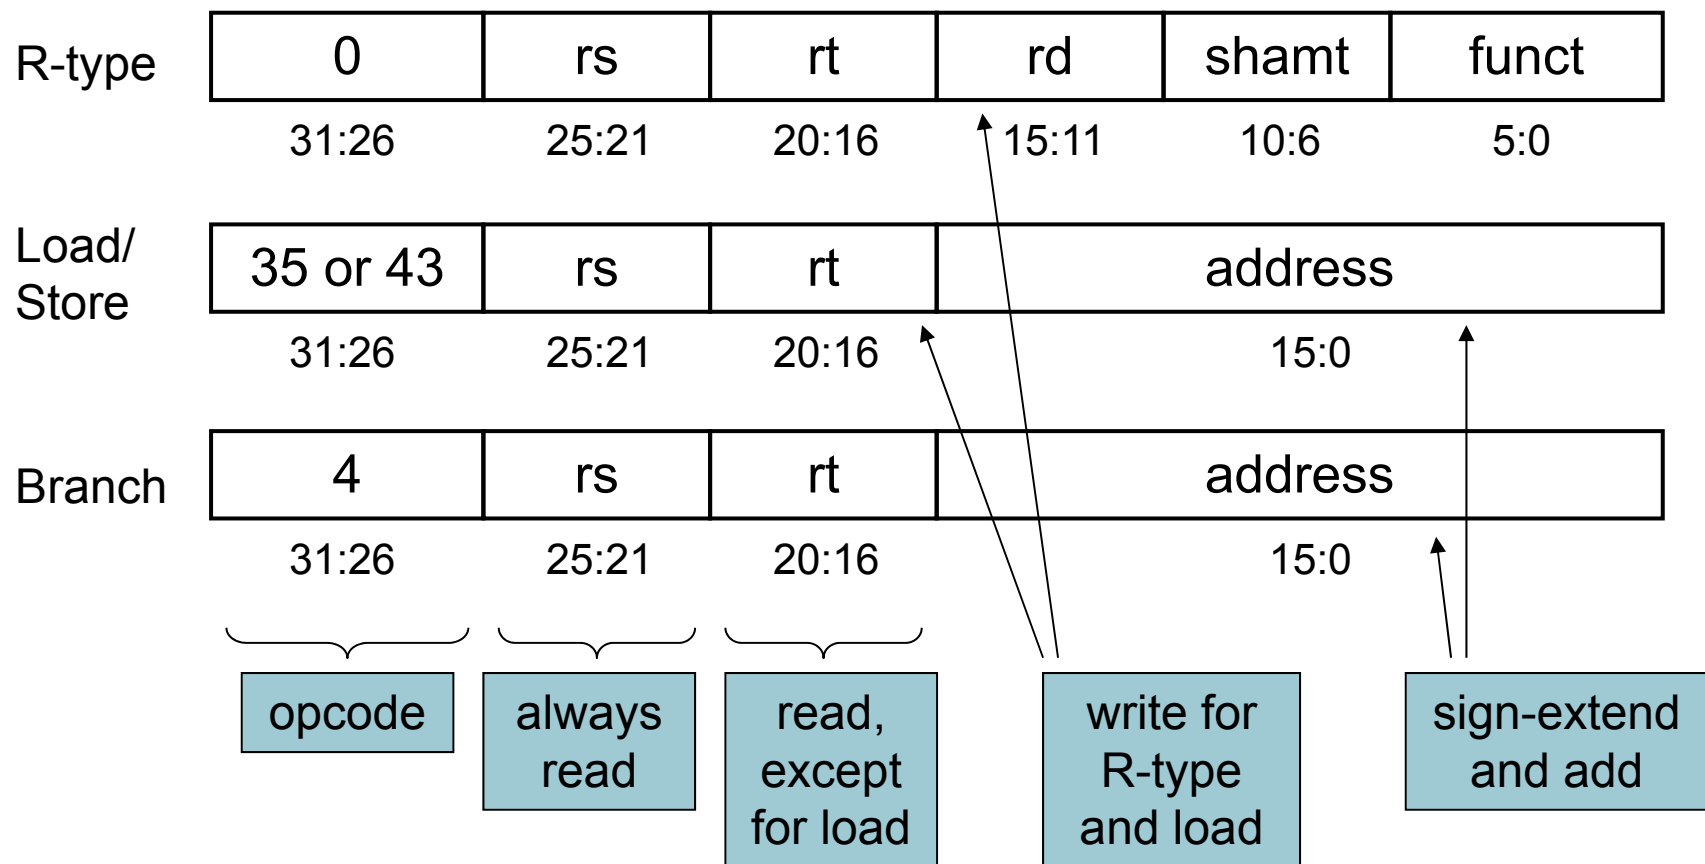 R-type 0 rs rt rd shamt funct
31:26 25:21 20:16 15:11 10:6 5:0
Load/
Store
35 or 43 rs rt address
31:26 25:21 20:16 15:0
Branch 4 rs rt address
31:26 25:21 20:16 15:0
opcode
always
read
read,
except
for load
write for
R-type
and load
sign-extend
and add